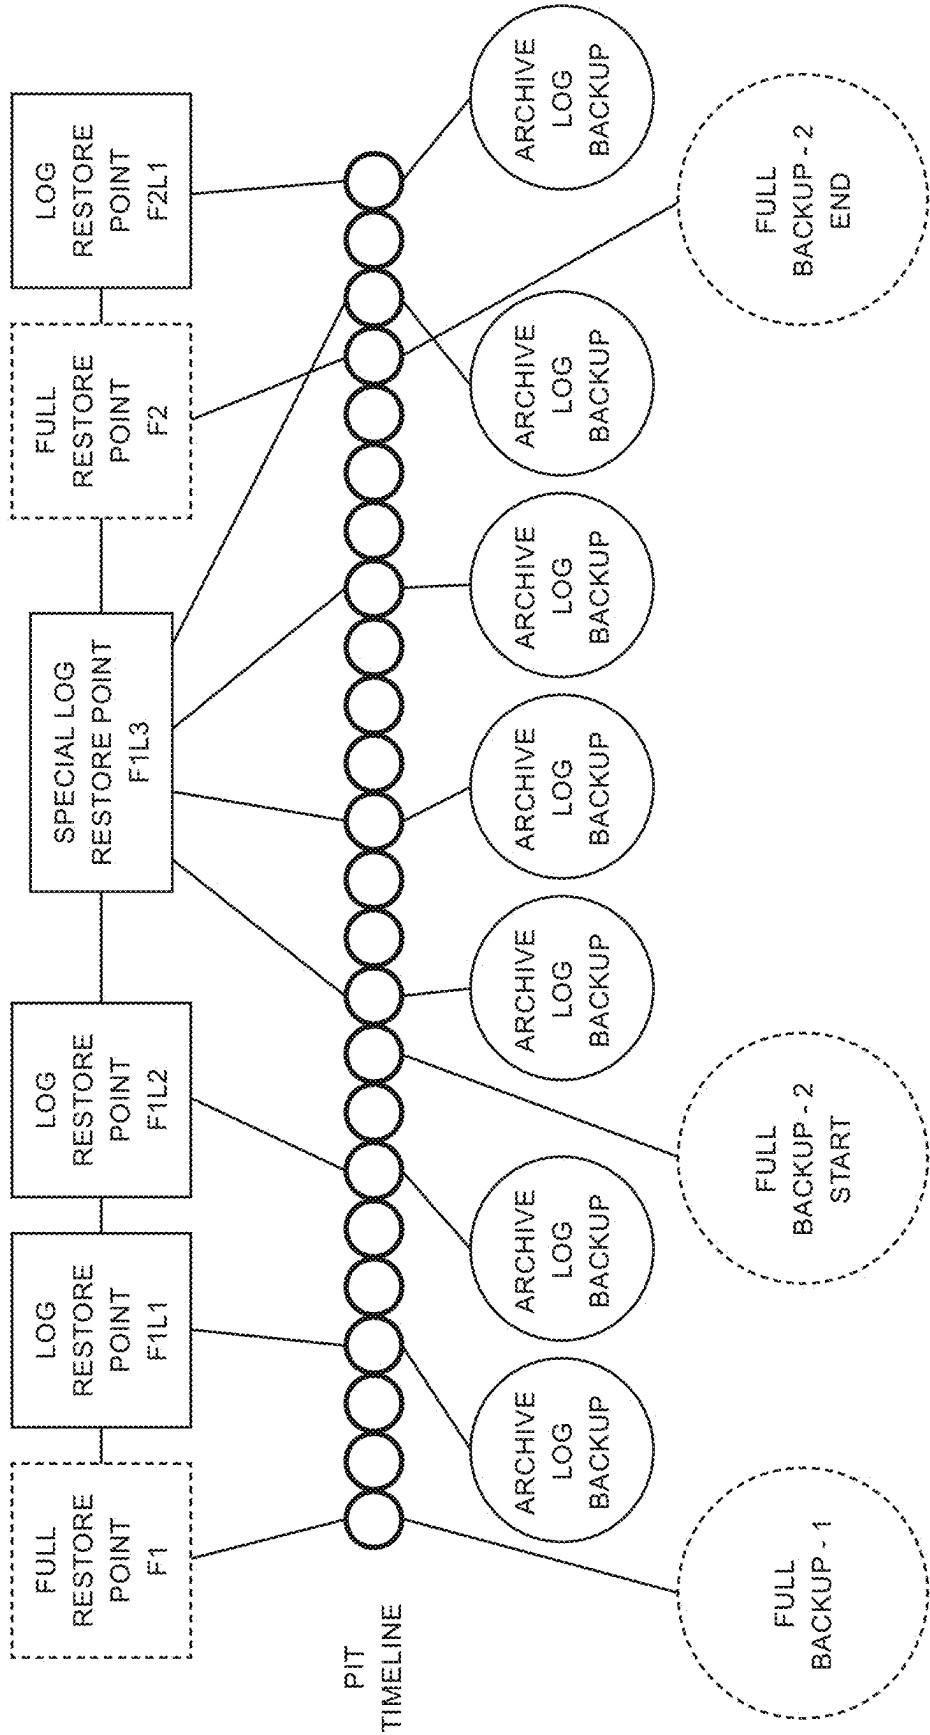 FULL
RESTORE
POINT
F1
LOG
RESTORE
POINT
F1L1
LOG
RESTORE
POINT
F1L2
SPECIAL LOG
RESTORE POINT
F1L3
FULL
RESTORE
POINT
F2
LOG
RESTORE
POINT
F2L1
PIT
TIMELINE
ARCHIVE
LOG
BACKUP
ARCHIVE
LOG
BACKUP
ARCHIVE
LOG
BACKUP
ARCHIVE
LOG
BACKUP
ARCHIVE
LOG
BACKUP
ARCHIVE
LOG
BACKUP
ARCHIVE
LOG
BACKUP
FULL
BACKUP - 1
FULL
BACKUP - 2
START
FULL
BACKUP - 2
END